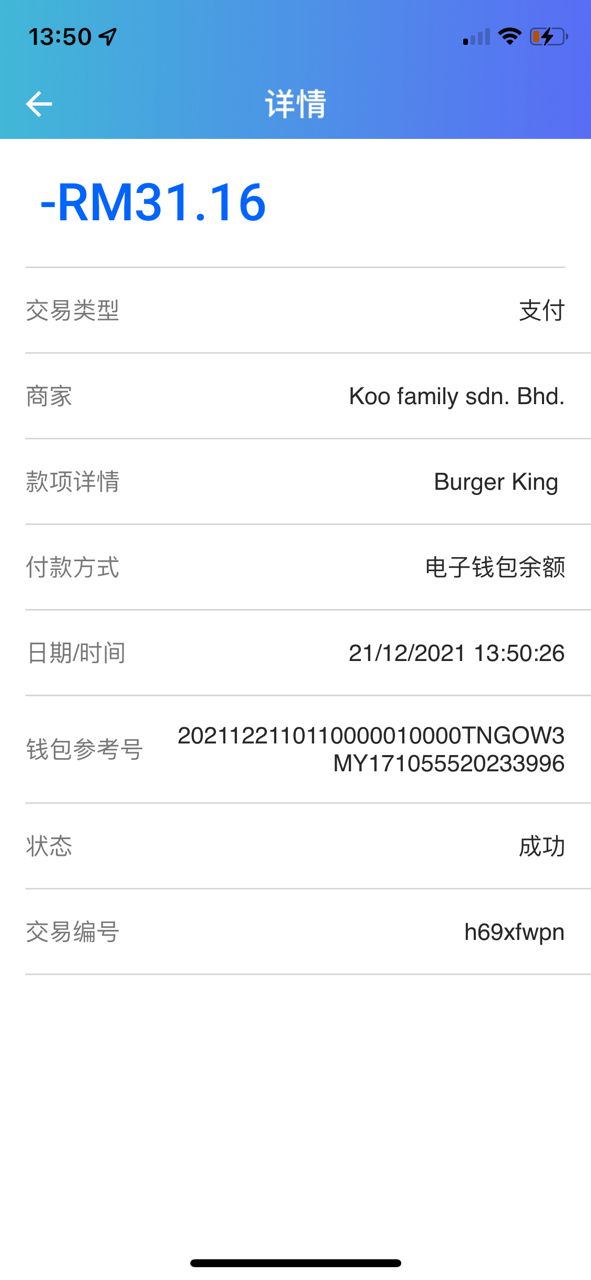 13:50
详情
-RM31.16
交易类型 支付
商家 Koo family sdn. Bhd.
款项详情 Burger King
付款方式 电子钱包余额
日期/时间 21/12/2021 13:50:26
钱包参考号 20211221101100000010000TNGOW3
MY171055520233996
状态 成功
交易编号 h69xfwpn